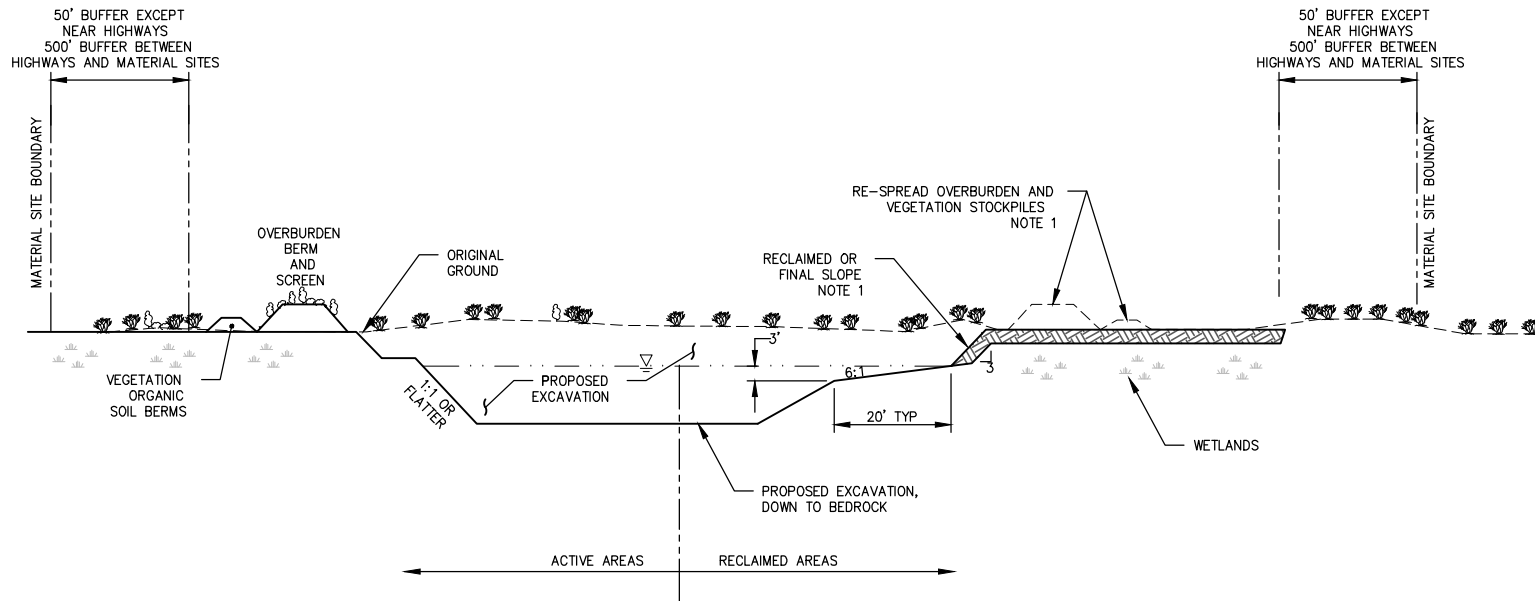 50' BUFFER EXCEPT
NEAR HIGHWAYS
500' BUFFER BETWEEN
HIGHWAYS AND MATERIAL SITES
50' BUFFER EXCEPT
NEAR HIGHWAYS
500' BUFFER BETWEEN
HIGHWAYS AND MATERIAL SITES
MATERIAL SITE BOUNDARY
MATERIAL SITE BOUNDARY
OVERBURDEN
BERM
AND
SCREEN
ORIGINAL
GROUND
RE-SPREAD OVERBURDEN AND
VEGETATION STOCKPILES
NOTE 1
RECLAIMED OR
FINAL SLOPE
NOTE 1
VEGETATION
ORGANIC
SOIL BERMS
1:1 OR
FLATTER
PROPOSED
EXCAVATION
3'
6:1
3
20' TYP
WETLANDS
PROPOSED EXCAVATION,
DOWN TO BEDROCK
ACTIVE AREAS
RECLAIMED AREAS